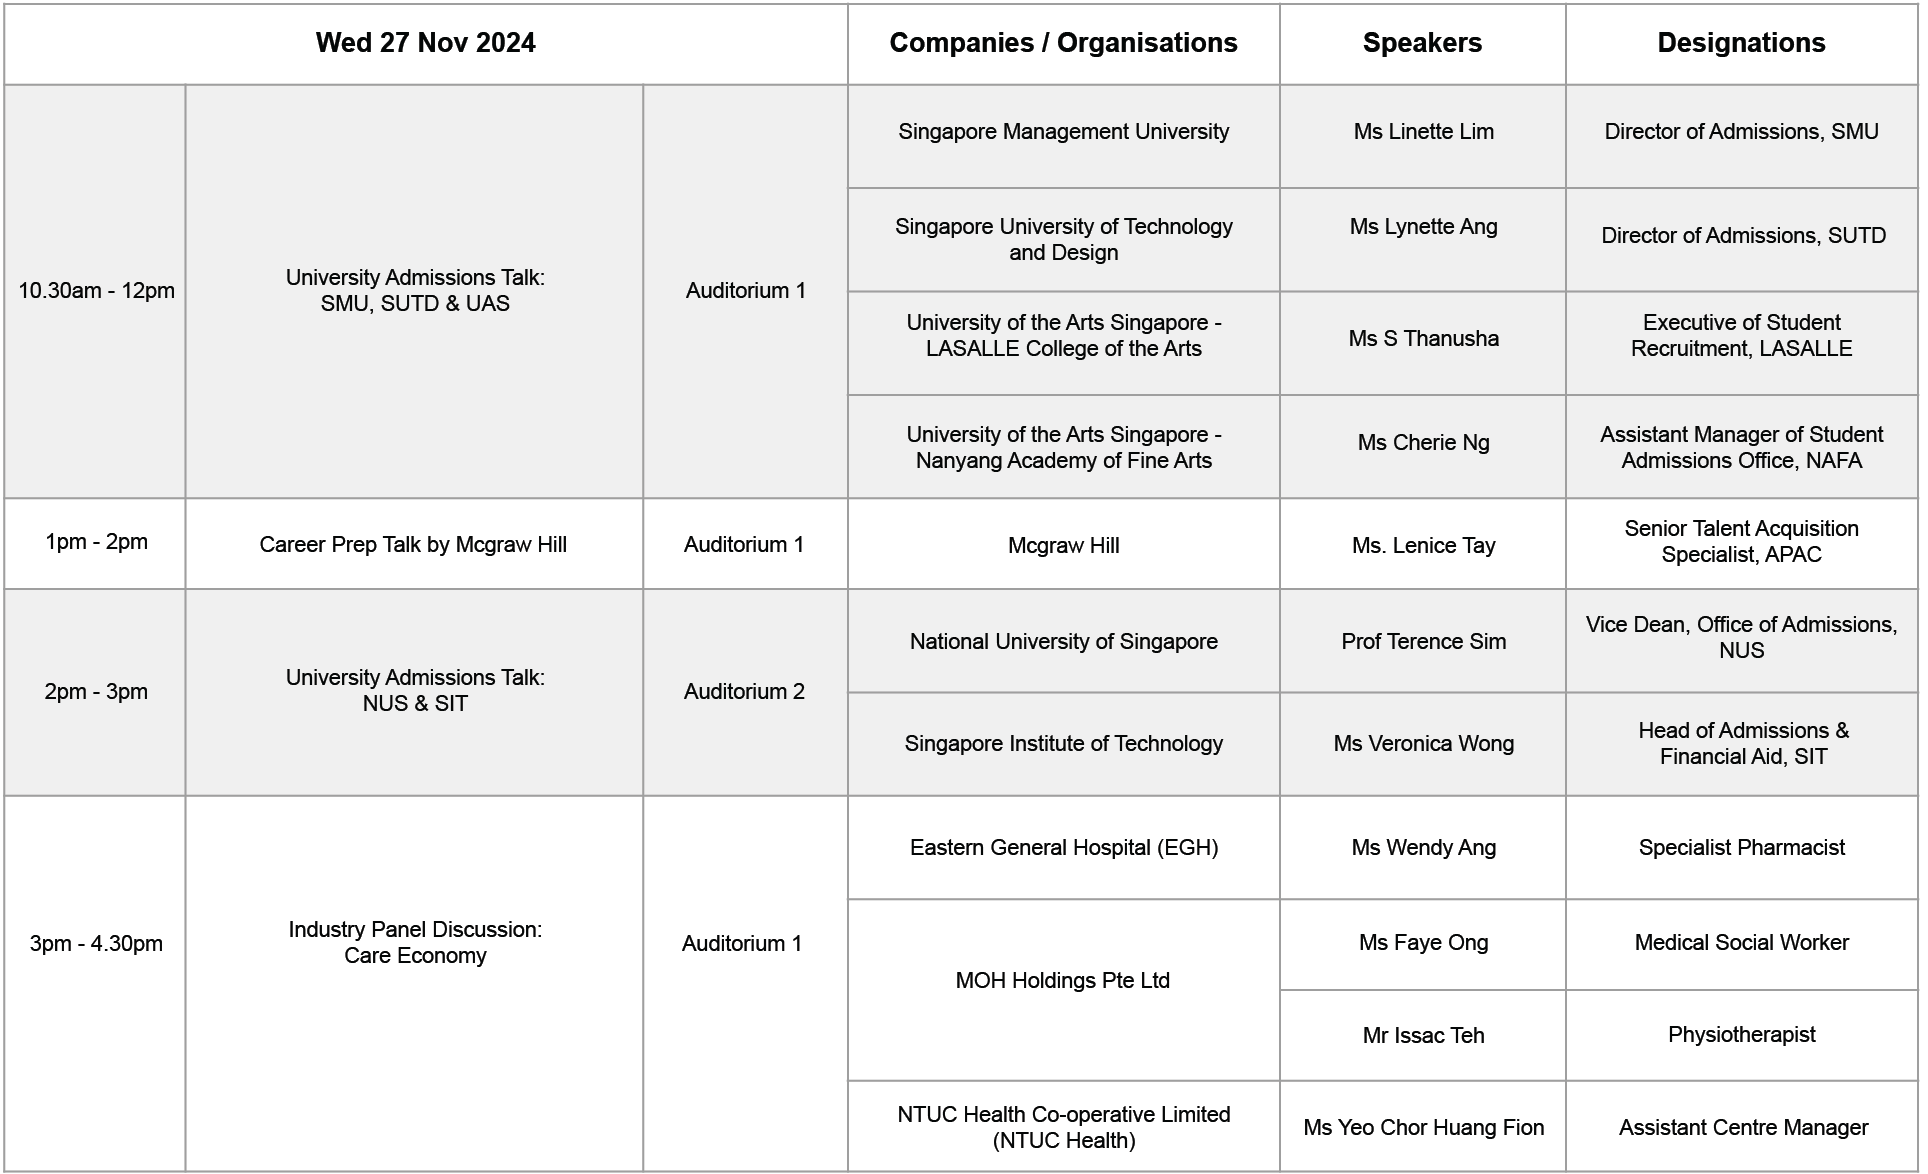 Wed 27 Nov 2024
Companies / Organisations
Speakers
Designations
10.30am - 12pm
University Admissions Talk:
SMU, SUTD & UAS
Auditorium 1
Singapore Management University
Ms Linette Lim
Director of Admissions, SMU
Singapore University of Technology
and Design
Ms Lynette Ang
Director of Admissions, SUTD
University of the Arts Singapore -
LASALLE College of the Arts
Ms S Thanusha
Executive of Student
Recruitment, LASALLE
University of the Arts Singapore -
Nanyang Academy of Fine Arts
Ms Cherie Ng
Assistant Manager of Student
Admissions Office, NAFA
1pm - 2pm
Career Prep Talk by Mcgraw Hill
Auditorium 1
Mcgraw Hill
Ms. Lenice Tay
Senior Talent Acquisition
Specialist, APAC
2pm - 3pm
University Admissions Talk:
NUS & SIT
Auditorium 2
National University of Singapore
Prof Terence Sim
Vice Dean, Office of Admissions,
NUS
Singapore Institute of Technology
Ms Veronica Wong
Head of Admissions &
Financial Aid, SIT
3pm - 4.30pm
Industry Panel Discussion:
Care Economy
Auditorium 1
Eastern General Hospital (EGH)
Ms Wendy Ang
Specialist Pharmacist
MOH Holdings Pte Ltd
Ms Faye Ong
Medical Social Worker
Mr Issac Teh
Physiotherapist
NTUC Health Co-operative Limited
(NTUC Health)
Ms Yeo Chor Huang Fion
Assistant Centre Manager